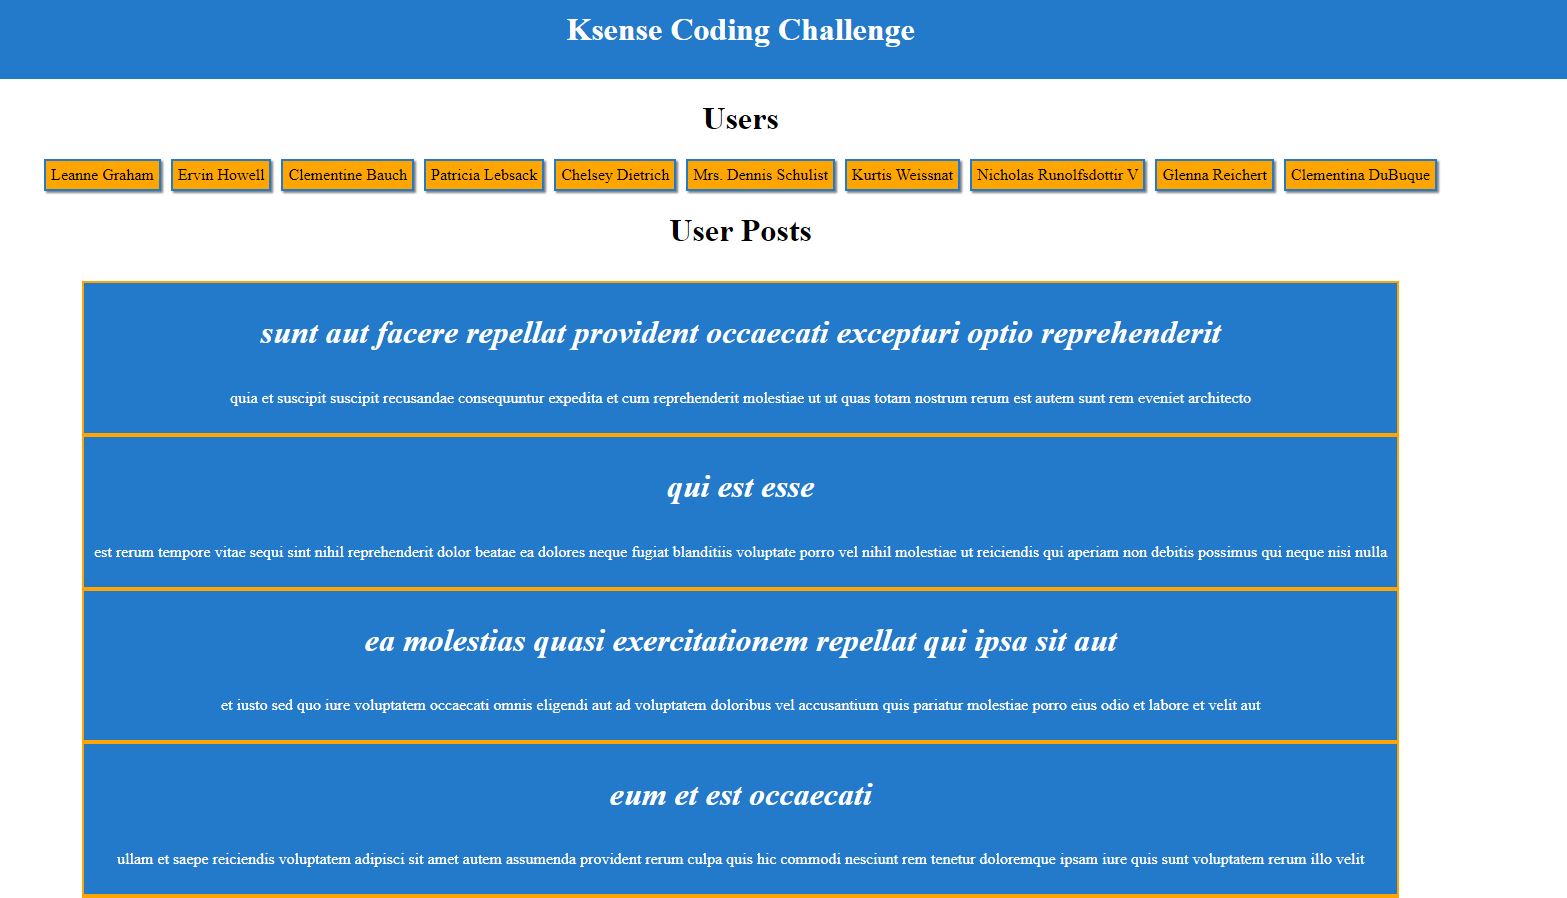 Ksense Coding Challenge
Users
Leanne Graham Ervin Howell Clementine Bauch Patricia Lebsack Chelsey Dietrich Mrs. Dennis Schulist Kurtis Weissnat Nicholas Runolfsdottir V Glenna Reichert Clementina DuBuque
User Posts
sunt aut facere repellat provident occaecati excepturi optio reprehenderit
quia et suscipit suscipit recusandae consequuntur expedita et cum reprehenderit molestiae ut ut quas totam nostrum rerum est autem sunt rem eveniet architecto
qui est esse
est rerum tempore vitae sequi sint nihil reprehenderit dolor beatae ea dolores neque fugiat blanditiis voluptate porro vel nihil molestiae ut reiciendis qui aperiam non debitis possimus qui neque nisi nulla
ea molestias quasi exercitationem repellat qui ipsa sit aut
et iusto sed quo iure voluptatem occaecati omnis eligendi aut ad voluptatem doloribus vel accusantium quis pariatur molestiae porro eius odio et labore et velit aut
eum et est occaecati
ullam et saepe reiciendis voluptatem adipisci sit amet autem assumenda provident rerum culpa quis hic commodi nesciunt rem tenetur doloremque ipsam iure quis sunt voluptatem rerum illo velit